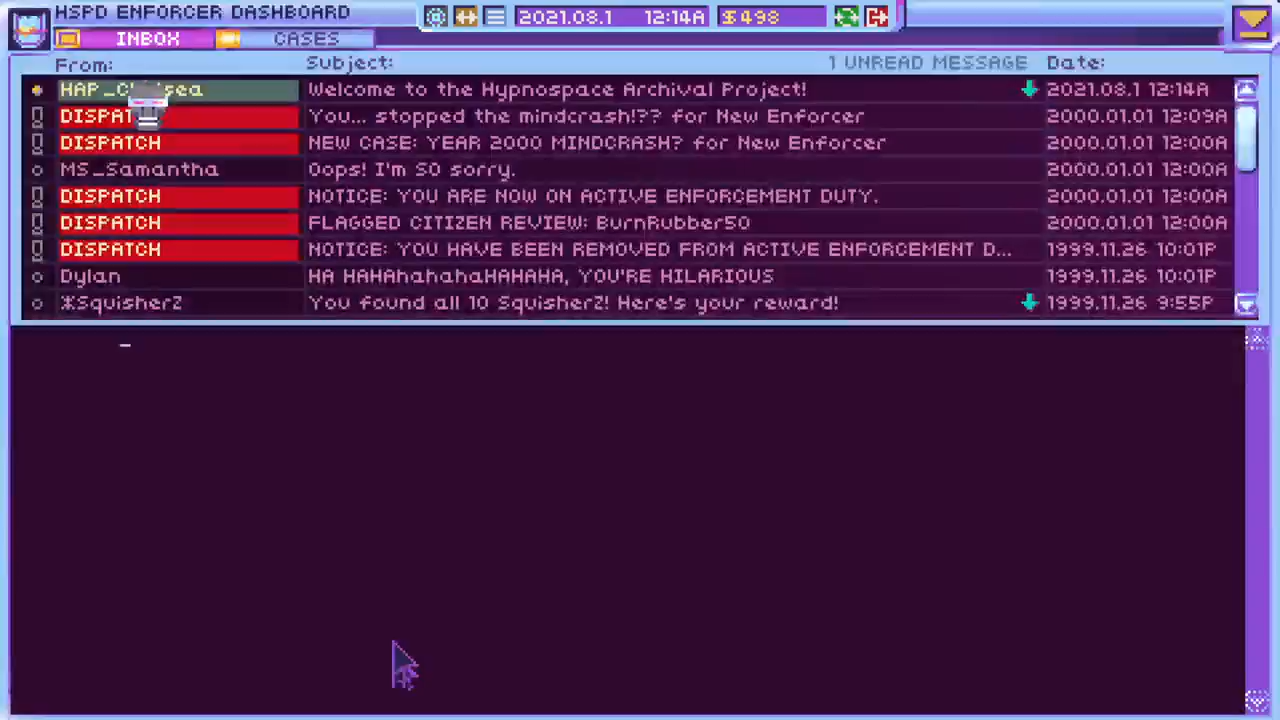 HSPD ENFORCER DASHBOARD
2021.08.1 12:14A 498
INBOX CASES
From: Subject: 1 UNREAD MESSAGE Date:
Welcome to the Hypnospace Archival Project! 2021.08.1 12:14A
You... stopped the mindcrash!?? for New Enforcer 2000.01.01 12:09A
DISPATCH NEW CASE: YEAR 2000 MINDCRASH? for New Enforcer 2000.01.01 12:00A
MS_Samantha Oops! I'm SO sorry. 2000.01.01 12:00A
DISPATCH NOTICE: YOU ARE NOW ON ACTIVE ENFORCEMENT DUTY. 2000.01.01 12:00A
DISPATCH FLAGGED CITIZEN REVIEW: BurnRubber50 2000.01.01 12:00A
DISPATCH NOTICE: YOU HAVE BEEN REMOVED FROM ACTIVE ENFORCEMENT D... 1999.11.26 10:01P
Dylan HA HAHAhahahaHAHAHA, YOU'RE HILARIOUS 1999.11.26 10:01P
SquisherZ You found all 10 SquisherZ! Here's your reward! 1999.11.26 9:55P